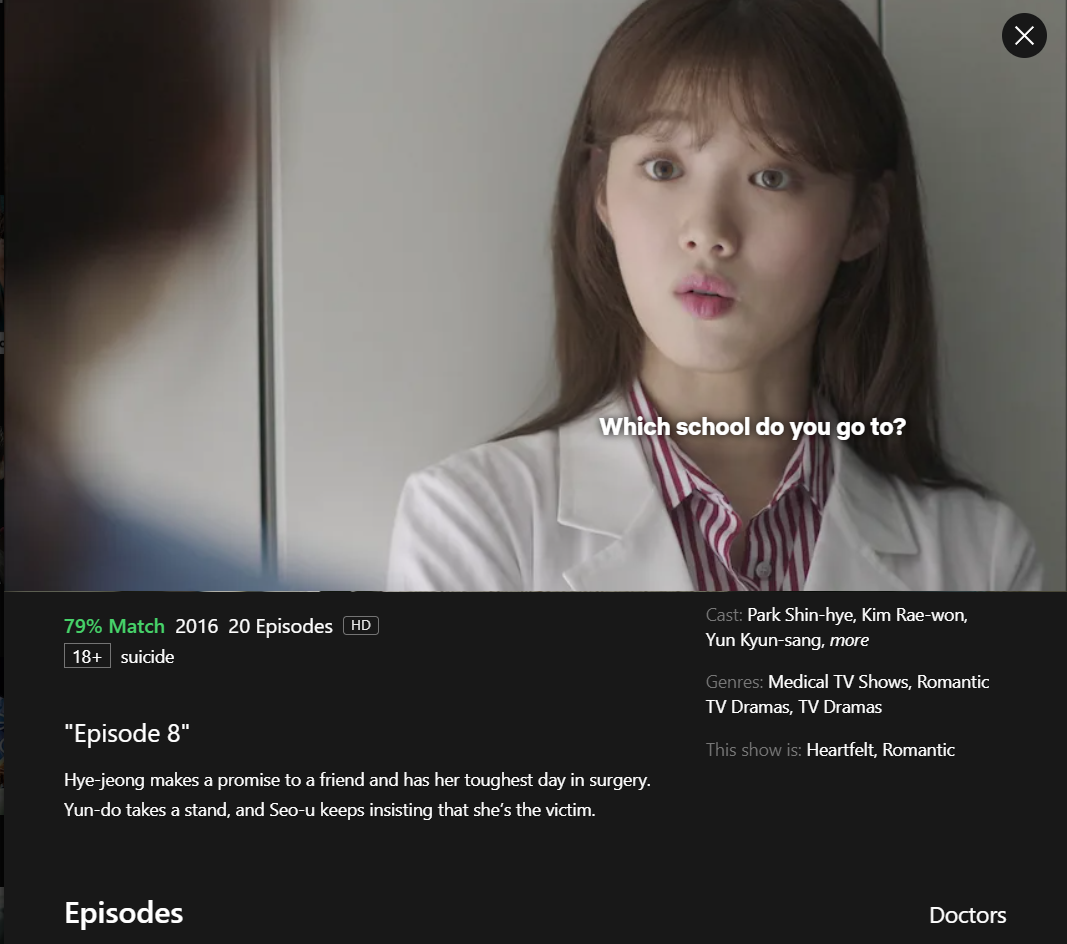 Which school do you go to?
79% Match 2016 20 Episodes HD
18+ suicide
"Episode 8"
Hye-jeong makes a promise to a friend and has her toughest day in surgery.
Yun-do takes a stand, and Seo-u keeps insisting that she’s the victim.
Cast: Park Shin-hye, Kim Rae-won,
Yun Kyun-sang, more
Genres: Medical TV Shows, Romantic
TV Dramas, TV Dramas
This show is: Heartfelt, Romantic
Episodes
Doctors